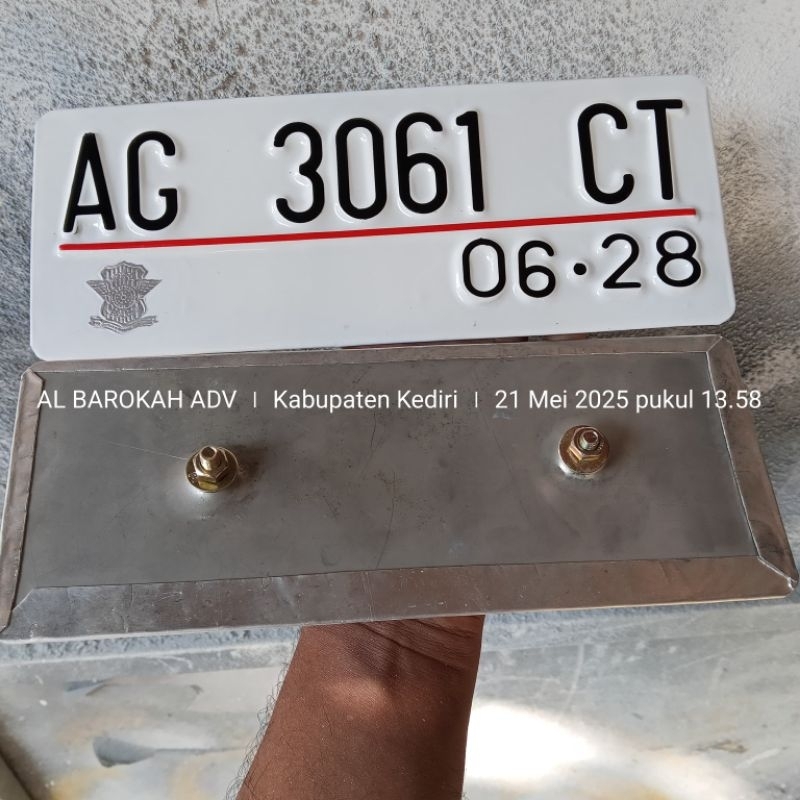 AG 3061 CT
06•28
AL BAROKAH ADV I Kabupaten Kediri I 21 Mei 2025 pukul 13.58